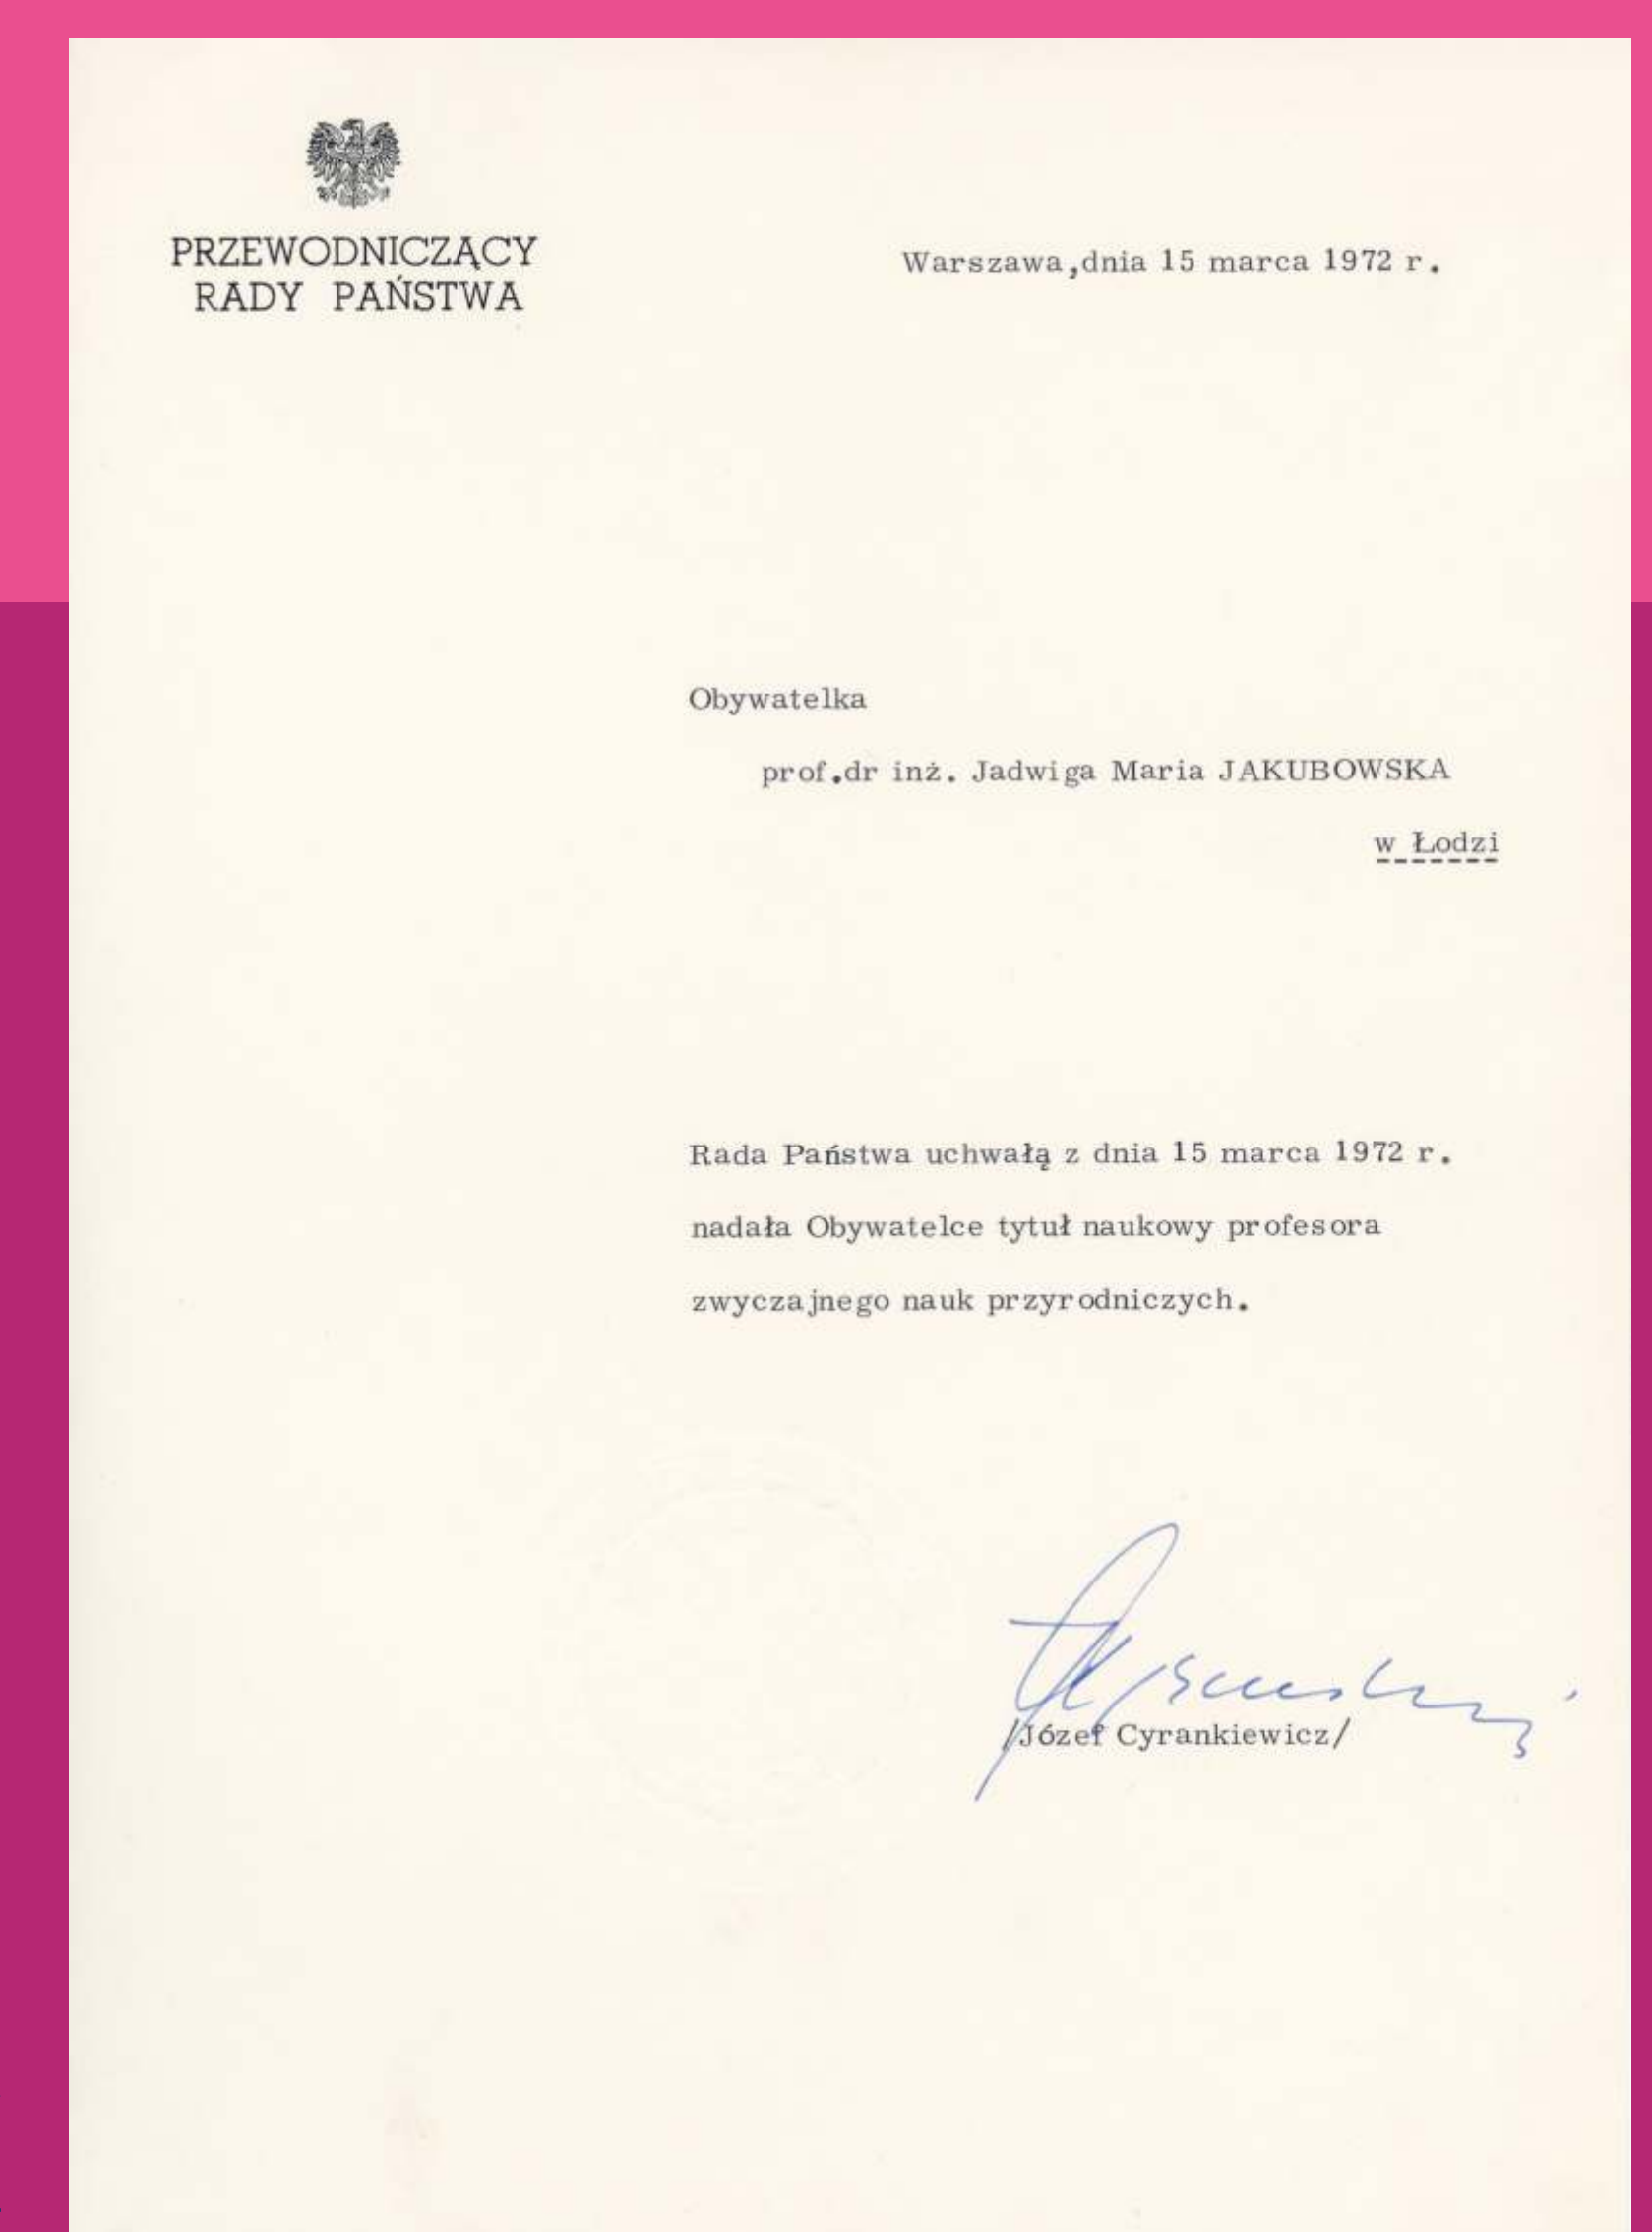 PRZEWODNICZĄCY
RADY PAŃSTWA
Warszawa,dnia 15 marca 1972 r.
Obywatelka
prof.dr inż. Jadwiga Maria JAKUBOWSKA
w Łodzi
Rada Państwa uchwałą z dnia 15 marca 1972 r.
nadała Obywatelce tytuł naukowy profesora
zwyczajnego nauk przyrodniczych.
/Józef Cyrankiewicz/